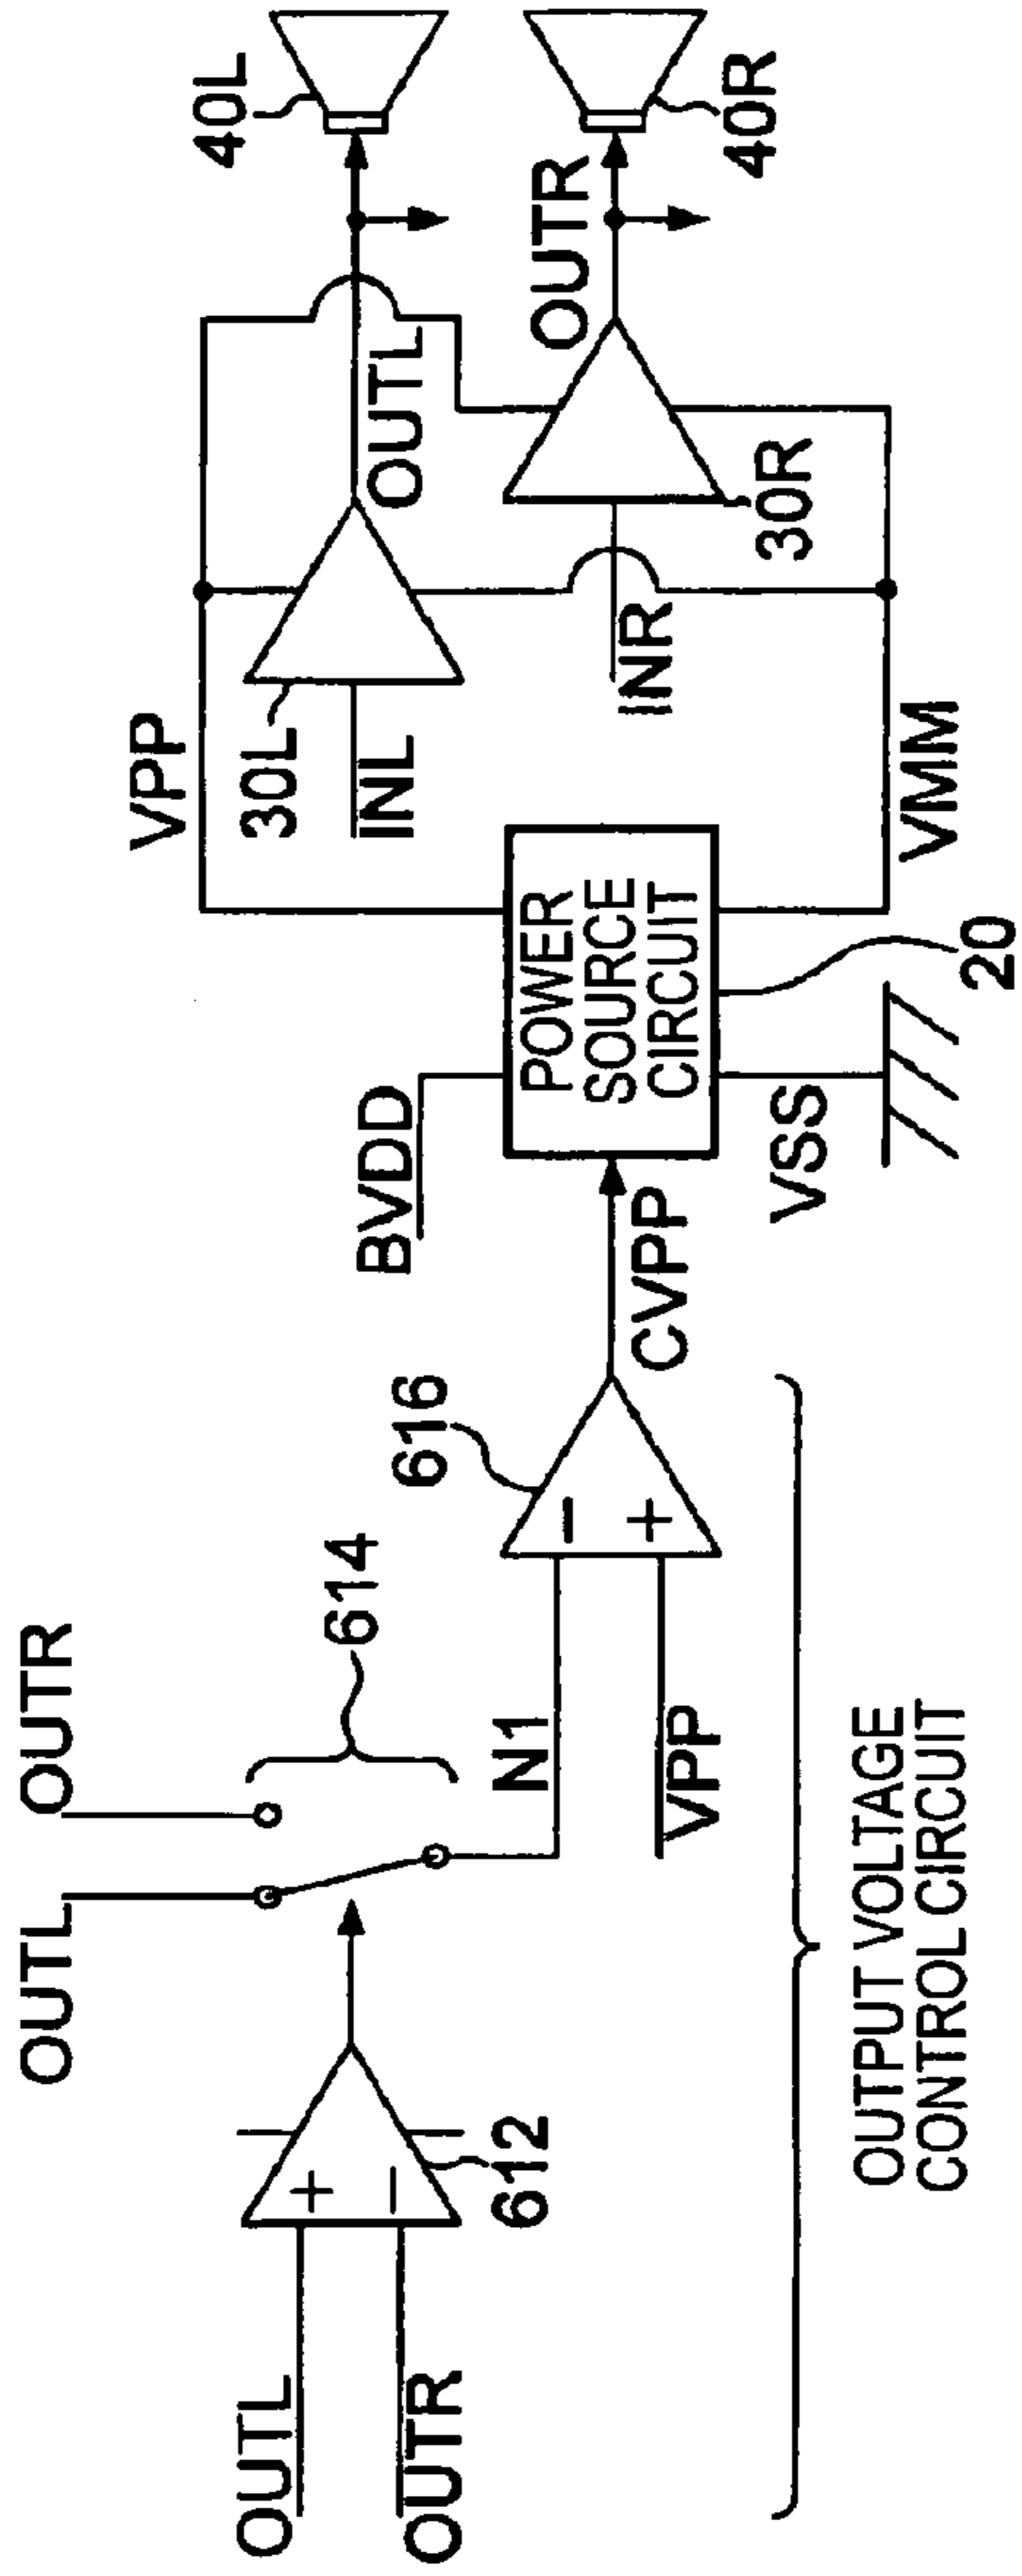 OUTL
OUTR
612
OUTL
OUTR
614
N1
VPP
616
CVPP
OUTPUT VOLTAGE
CONTROL CIRCUIT
BVDD
POWER
SOURCE
CIRCUIT
VSS
20
VPP
VMM
30L
INL
OUTL
INR
30R
OUTR
40L
40R
+
−
−
+